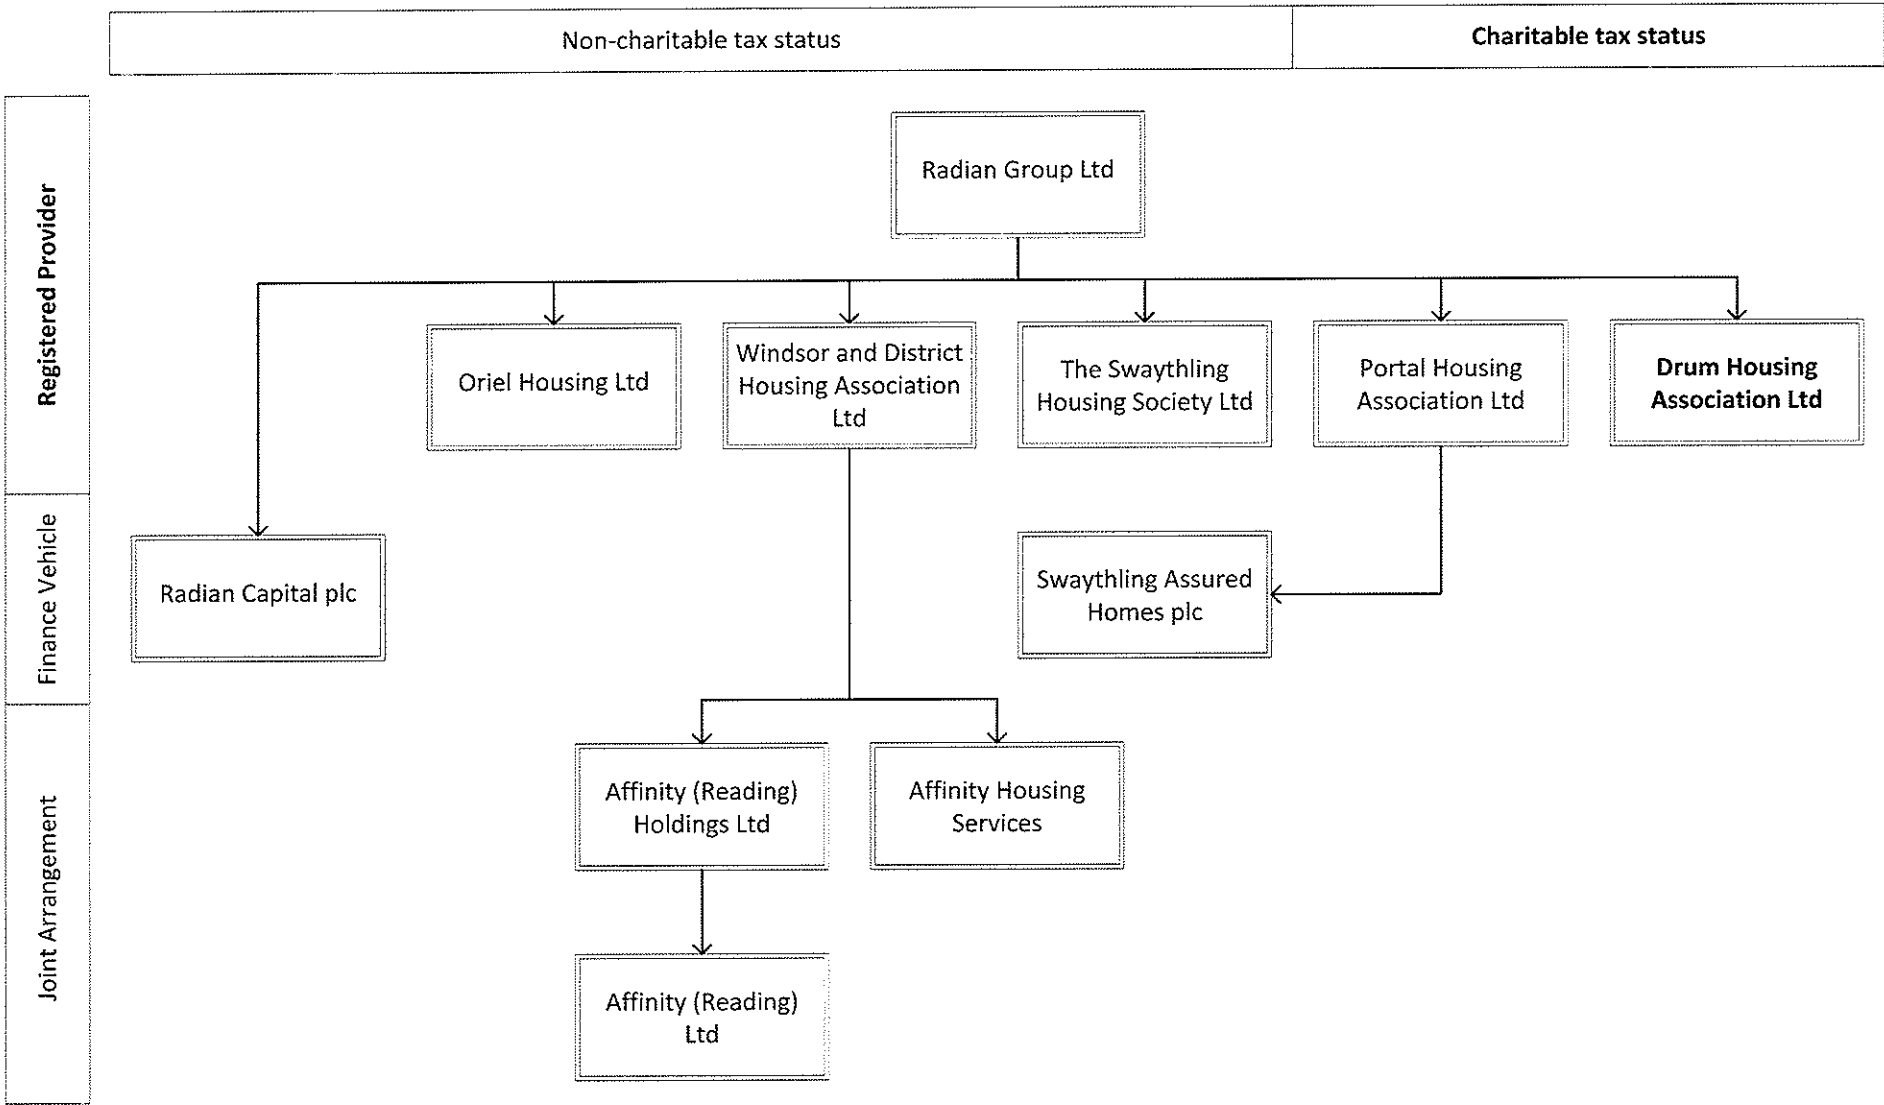 Non-charitable tax status
Charitable tax status
Registered Provider
Radian Group Ltd
Oriel Housing Ltd
Windsor and District
Housing Association
Ltd
The Swaythling
Housing Society Ltd
Portal Housing
Association Ltd
Drum Housing
Association Ltd
Finance Vehicle
Radian Capital plc
Swaythling Assured
Homes plc
Joint Arrangement
Affinity (Reading)
Holdings Ltd
Affinity Housing
Services
Affinity (Reading)
Ltd